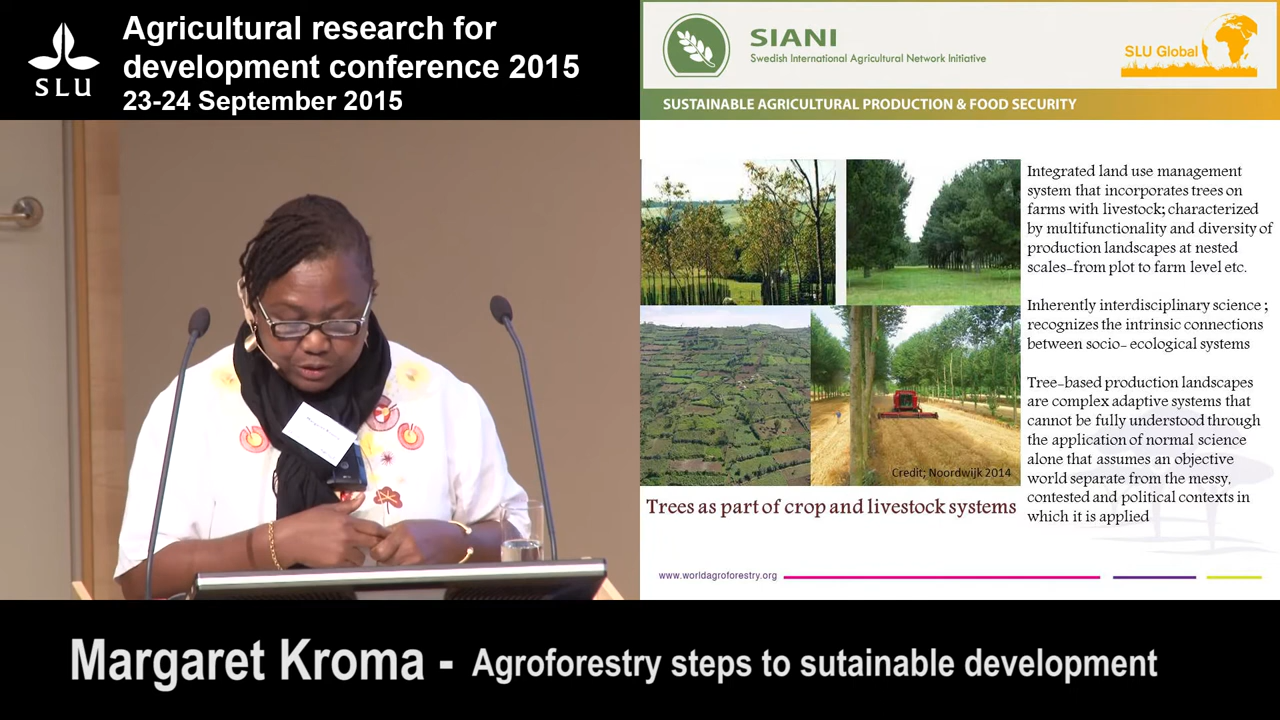 SLU
Agricultural research for
development conference 2015
23-24 September 2015
SIANI
Swedish International Agricultural Network Initiative
SLU Global
SUSTAINABLE AGRICULTURAL PRODUCTION & FOOD SECURITY
Integrated land use management
system that incorporates trees on
farms with livestock; characterized
by multifunctionality and diversity of
production landscapes at nested
scales-from plot to farm level etc.
Inherently interdisciplinary science ;
recognizes the intrinsic connections
between socio- ecological systems
Tree-based production landscapes
are complex adaptive systems that
cannot be fully understood through
the application of normal science
alone that assumes an objective
world separate from the messy,
contested and political contexts in
which it is applied
Credit; Noordwijk 2014
Trees as part of crop and livestock systems
www.worldagroforestry.org
Margaret Kroma - Agroforestry steps to sutainable development